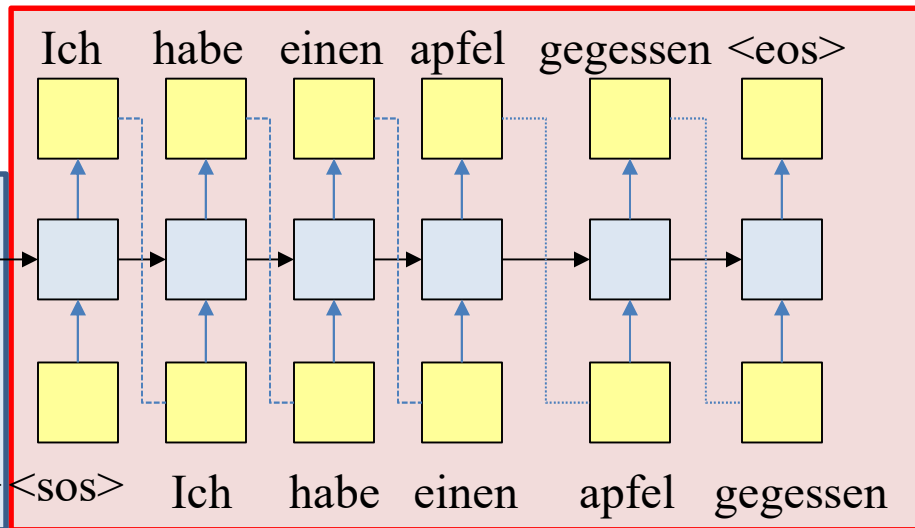 Ich habe einen apfel gegessen <eos>
<sos> Ich habe einen apfel gegessen